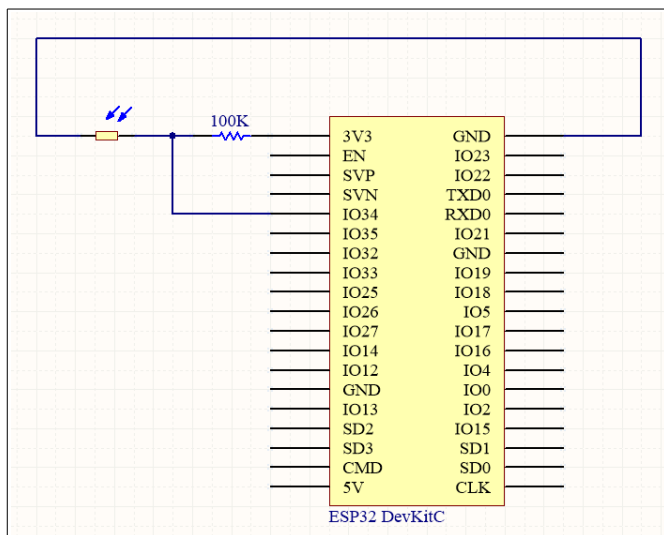 100K
3V3 GND
EN IO23
SVP IO22
SVN TXD0
IO34 RXD0
IO35 IO21
IO32 GND
IO33 IO19
IO25 IO18
IO26 IO5
IO27 IO17
IO14 IO16
IO12 IO4
GND IO0
IO13 IO2
SD2 IO15
SD3 SD1
CMD SD0
5V CLK
ESP32 DevKitC